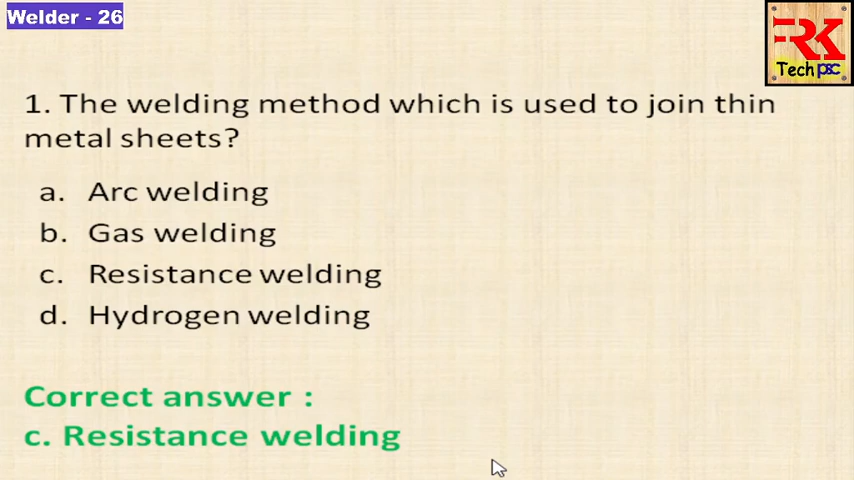 Welder - 26
RK
Tech psc
1. The welding method which is used to join thin
metal sheets?
a. Arc welding
b. Gas welding
c. Resistance welding
d. Hydrogen welding
Correct answer :
c. Resistance welding